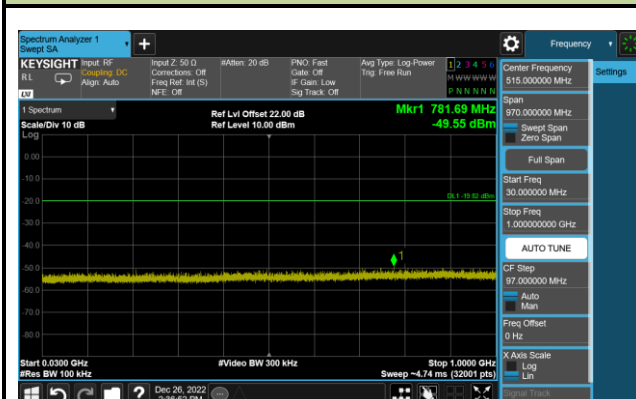 Spectrum Analyzer 1
Swept SA
Frequency
KEYSIGHT
RL
LXI
Input: RF
Coupling: DC
Align: Auto
Input Z: 50 Ω
Corrections: Off
Freq Ref: Int (S)
NFE: Off
#Atten: 20 dB
PNO: Fast
Gate: Off
IF Gain: Low
Sig Track: Off
Avg Type: Log-Power
Trig: Free Run
1 2 3 4 5 6
M W W W W W
P N N N N N
1 Spectrum
Scale/Div 10 dB
Log
Ref Lvl Offset 22.00 dB
Ref Level 10.00 dBm
Mkr1 781.69 MHz
-49.55 dBm
0.00
-10.0
-20.0
-30.0
-40.0
-50.0
-60.0
-70.0
-80.0
1
Start 0.0300 GHz
#Res BW 100 kHz
#Video BW 300 kHz
Stop 1.0000 GHz
Sweep ~4.74 ms (32001 pts)
Dec 26, 2022
Center Frequency
515.000000 MHz
Span
970.000000 MHz
Swept Span
Zero Span
Full Span
Start Freq
30.000000 MHz
Stop Freq
1.000000000 GHz
AUTO TUNE
CF Step
97.000000 MHz
Auto
Man
Freq Offset
0 Hz
X Axis Scale
Log
Lin
Signal Track
Settings